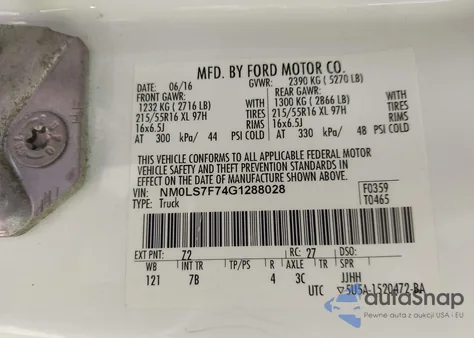 MFD. BY FORD MOTOR CO.
DATE: 06/16 GVWR: 2390 KG ( 5270 LB)
FRONT GAWR: REAR GAWR:
1232 KG ( 2716 LB) 1300 KG ( 2866 LB)
215/55R16 XL 97H TIRES 215/55R16 XL 97H TIRES
16x6.5J RIMS 16x6.5J RIMS
AT 300 kPa/ 44 PSI COLD AT 330 kPa/ 48 PSI COLD
THIS VEHICLE CONFORMS TO ALL APPLICABLE FEDERAL MOTOR
VEHICLE SAFETY AND THEFT PREVENTION STANDARDS IN
EFFECT ON THE DATE OF MANUFACTURE SHOWN ABOVE.
VIN: NM0LS7F74G1288028 F0359
TYPE: Truck T0465
EXT PNT: Z2 RC: 27 DSO:
WB INT TR TP/PS R AXLE TR SPR
121 7B 4 3C JJHH
UTC ▽5U5A-1520472-BA
autoSnap
Pewne auta z aukcji USA i EU